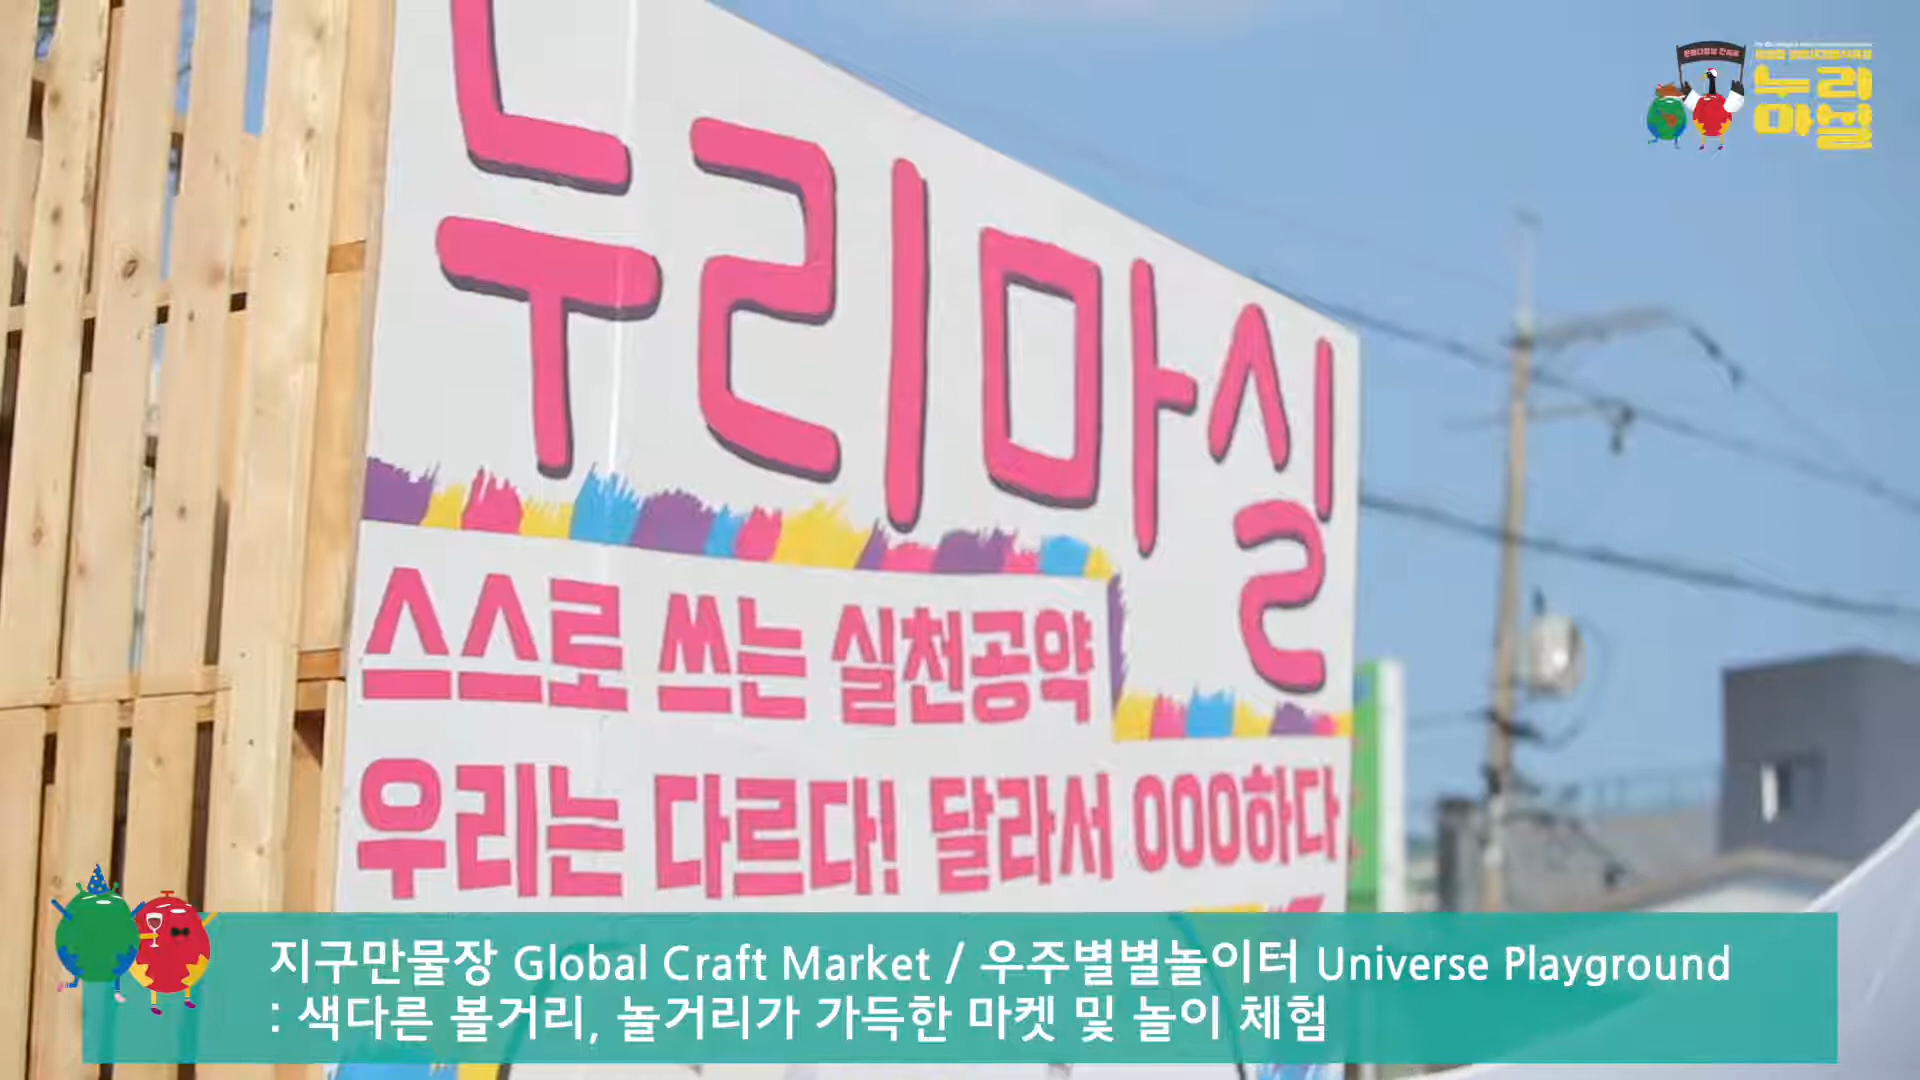 누리마실
스스로 쓰는 실천공약
우리는 다르다! 달라서 OOO하다
누리
마실
지구만물장 Global Craft Market / 우주별별놀이터 Universe Playground
: 색다른 볼거리, 놀거리가 가득한 마켓 및 놀이 체험